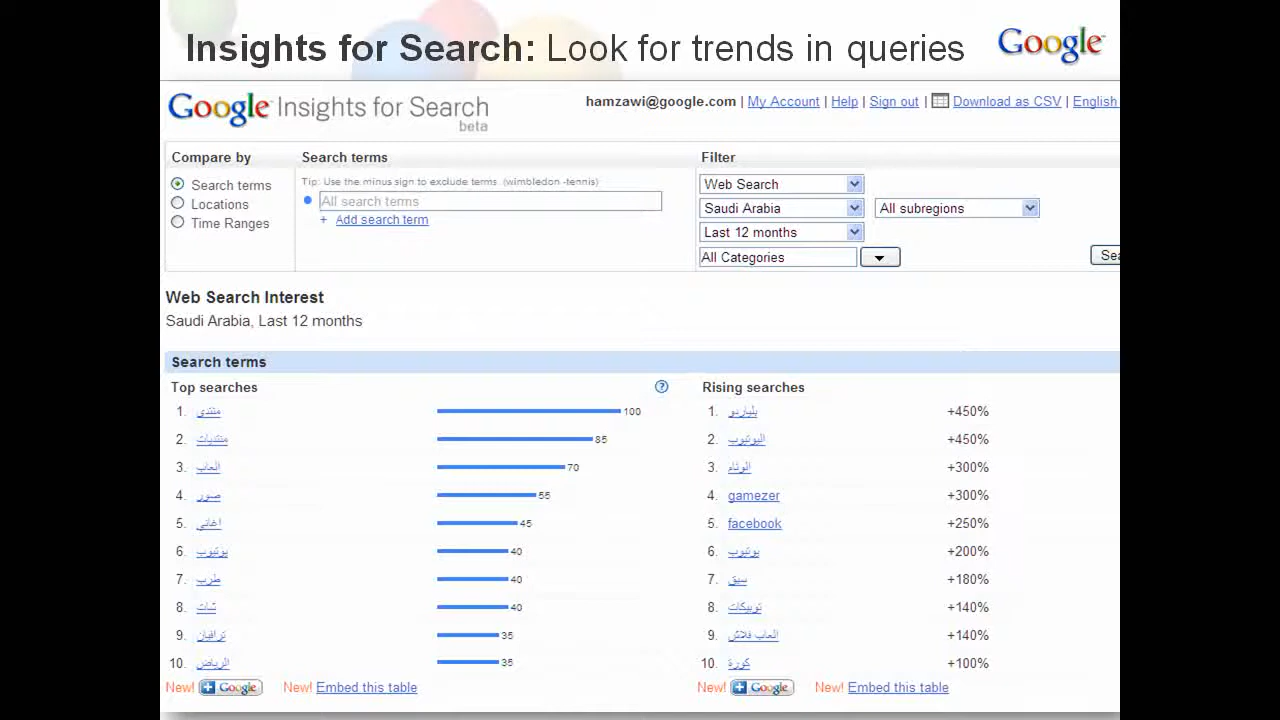 Insights for Search: Look for trends in queries
Google
Google Insights for Search
beta
hamzawi@google.com | My Account | Help | Sign out | Download as CSV | English
Compare by
Search terms
Locations
Time Ranges
Search terms
Tip: Use the minus sign to exclude terms. (wimbledon -tennis)
All search terms
+ Add search term
Filter
Web Search
Saudi Arabia
All subregions
Last 12 months
All Categories
Sea
Web Search Interest
Saudi Arabia, Last 12 months
Search terms
Top searches
1. منتدى 100
2. منتديات 85
3. العاب 70
4. صور 55
5. اغاني 45
6. يوتيوب 40
7. طرب 40
8. شات 40
9. ترافيان 35
10. الرياض 35
New! Google New! Embed this table
Rising searches
1. بلياردو +450%
2. اليوتيوب +450%
3. الوئام +300%
4. gamezer +300%
5. facebook +250%
6. يوتيوب +200%
7. سبق +180%
8. توبيكات +140%
9. العاب فلاش +140%
10. كورة +100%
New! Google New! Embed this table